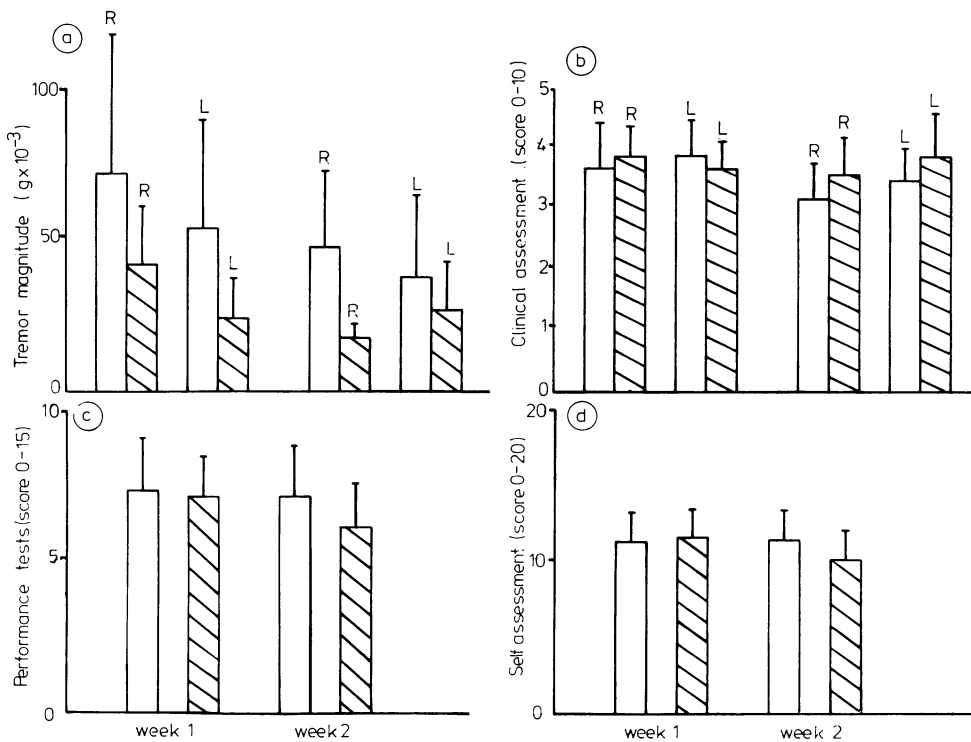 a
Tremor magnitude ( g x 10⁻³)
100
50
0
R
R
L
L
R
R
L
L
b
Clinical assessment . (score 0-10)
5
4
3
2
1
0
R
R
L
L
R
R
L
L
c
Performance tests (score 0-15)
10
5
0
week 1
week 2
d
Self assessment (score 0-20)
20
10
0
week 1
week 2